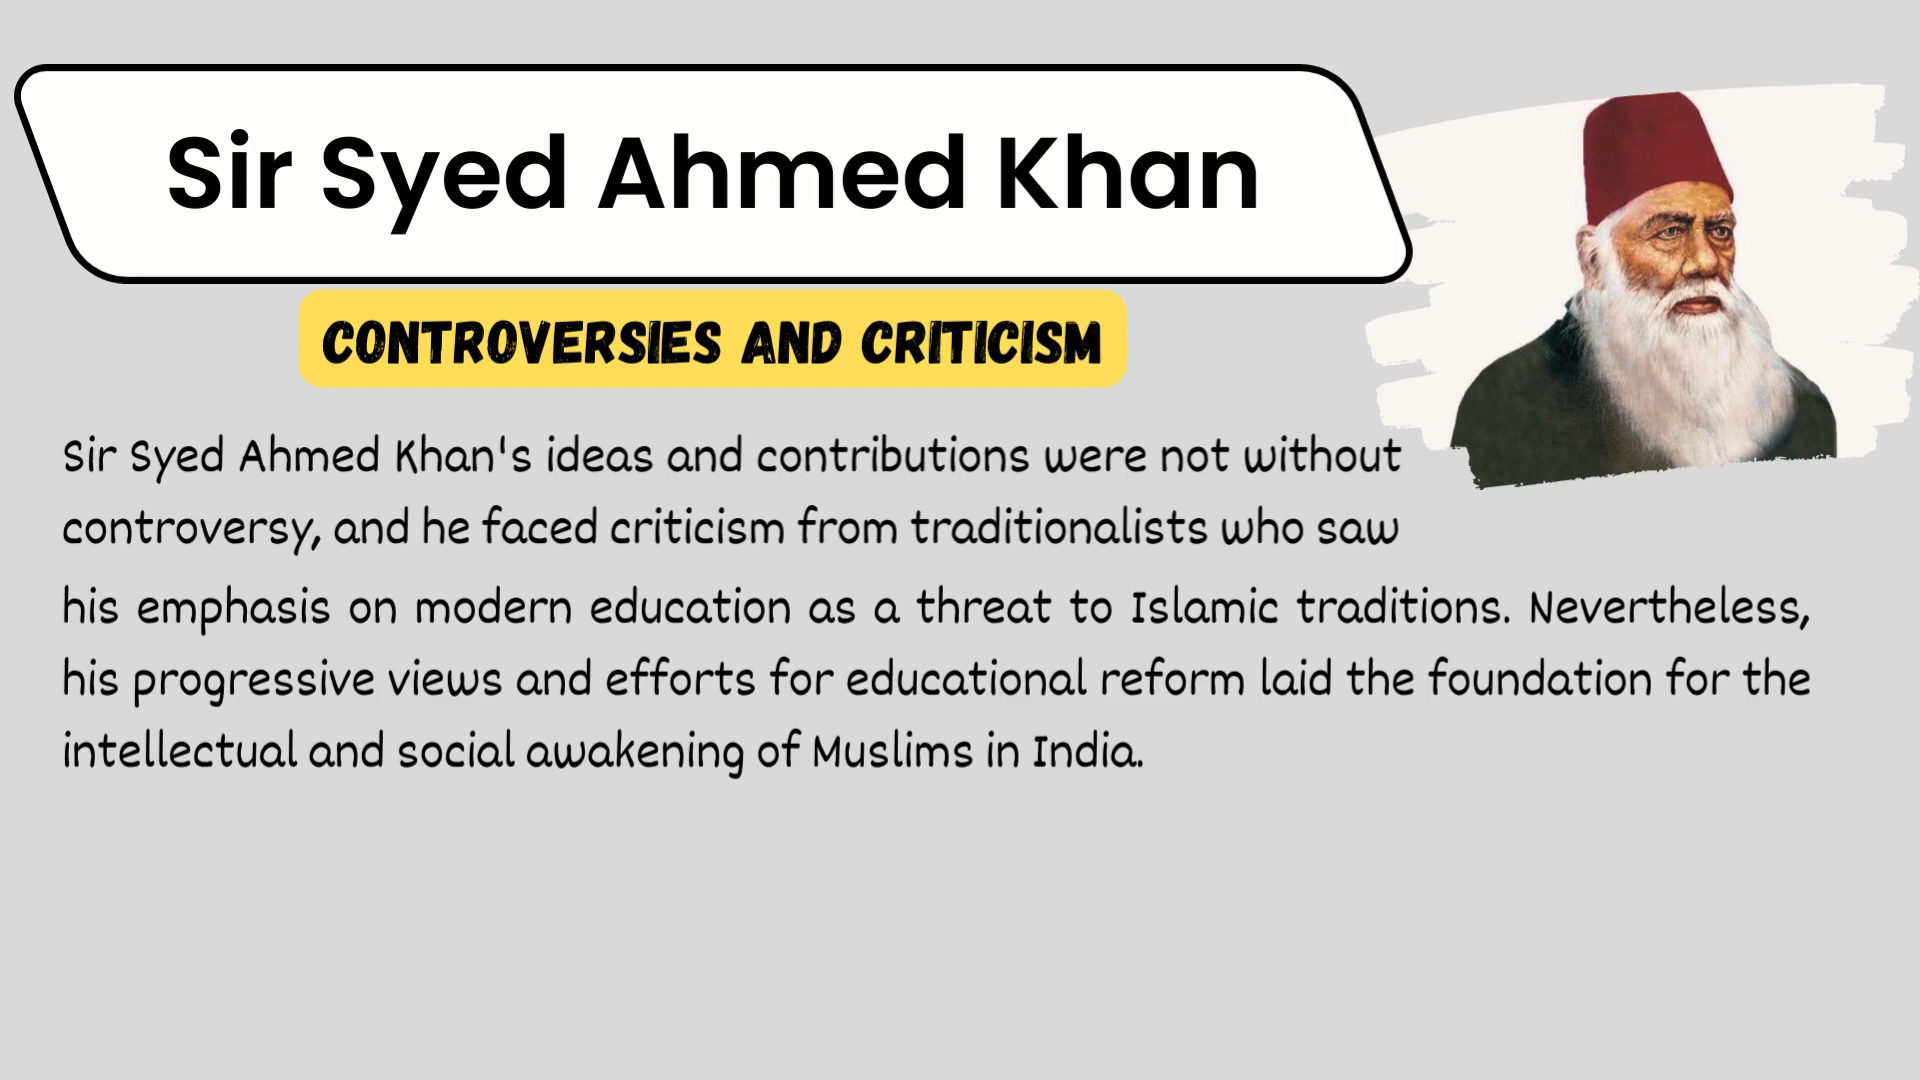 Sir Syed Ahmed Khan
CONTROVERSIES AND CRITICISM
Sir Syed Ahmed Khan's ideas and contributions were not without
controversy, and he faced criticism from traditionalists who saw
his emphasis on modern education as a threat to Islamic traditions. Nevertheless,
his progressive views and efforts for educational reform laid the foundation for the
intellectual and social awakening of Muslims in India.